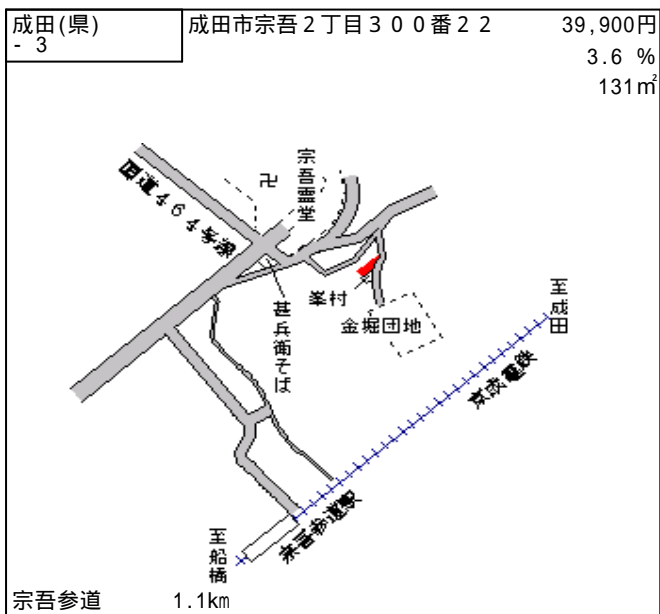 成田(県)
- 3
成田市宗吾２丁目３００番２２
39,900円
3.6 %
131㎡
国道４６４号線
卍
宗吾霊堂
峯村
金堀団地
甚兵衛そば
至成田
京成電鉄
宗吾参道駅
至船橋
宗吾参道 1.1km